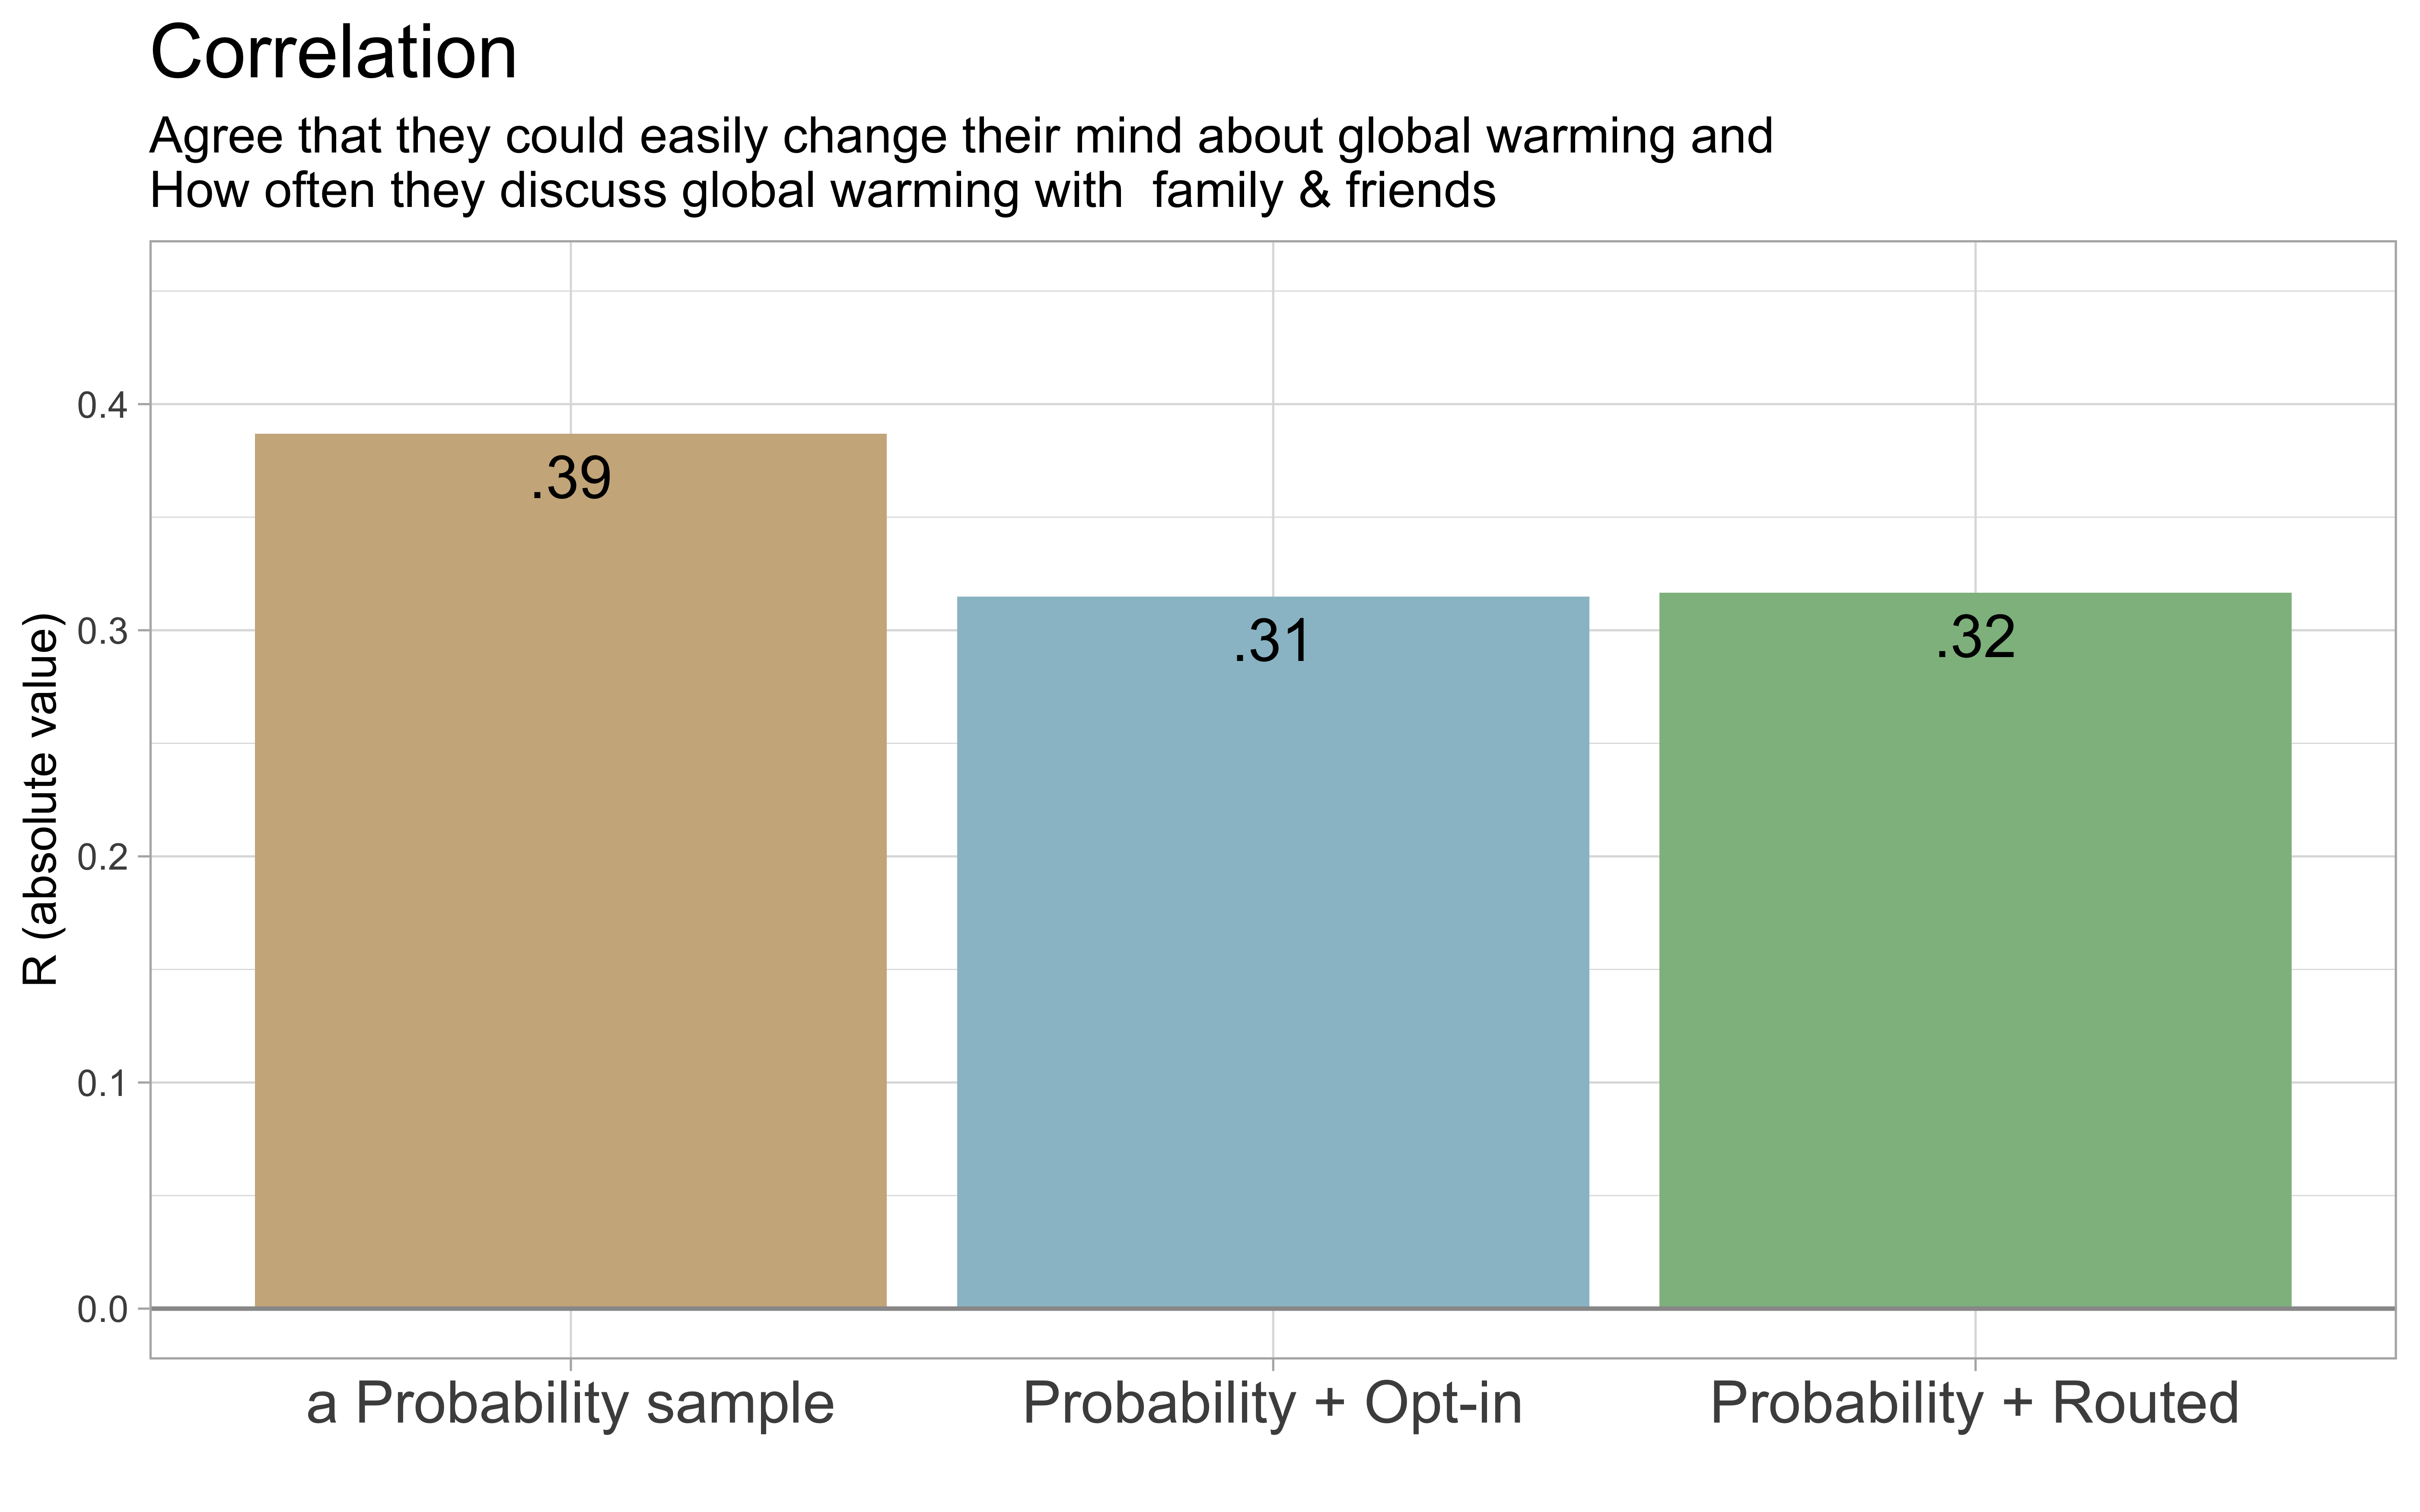 Correlation
Agree that they could easily change their mind about global warming and
How often they discuss global warming with  family & friends
R (absolute value)
0.4
0.3
0.2
0.1
0.0
.39
.31
.32
a Probability sample
Probability + Opt-in
Probability + Routed